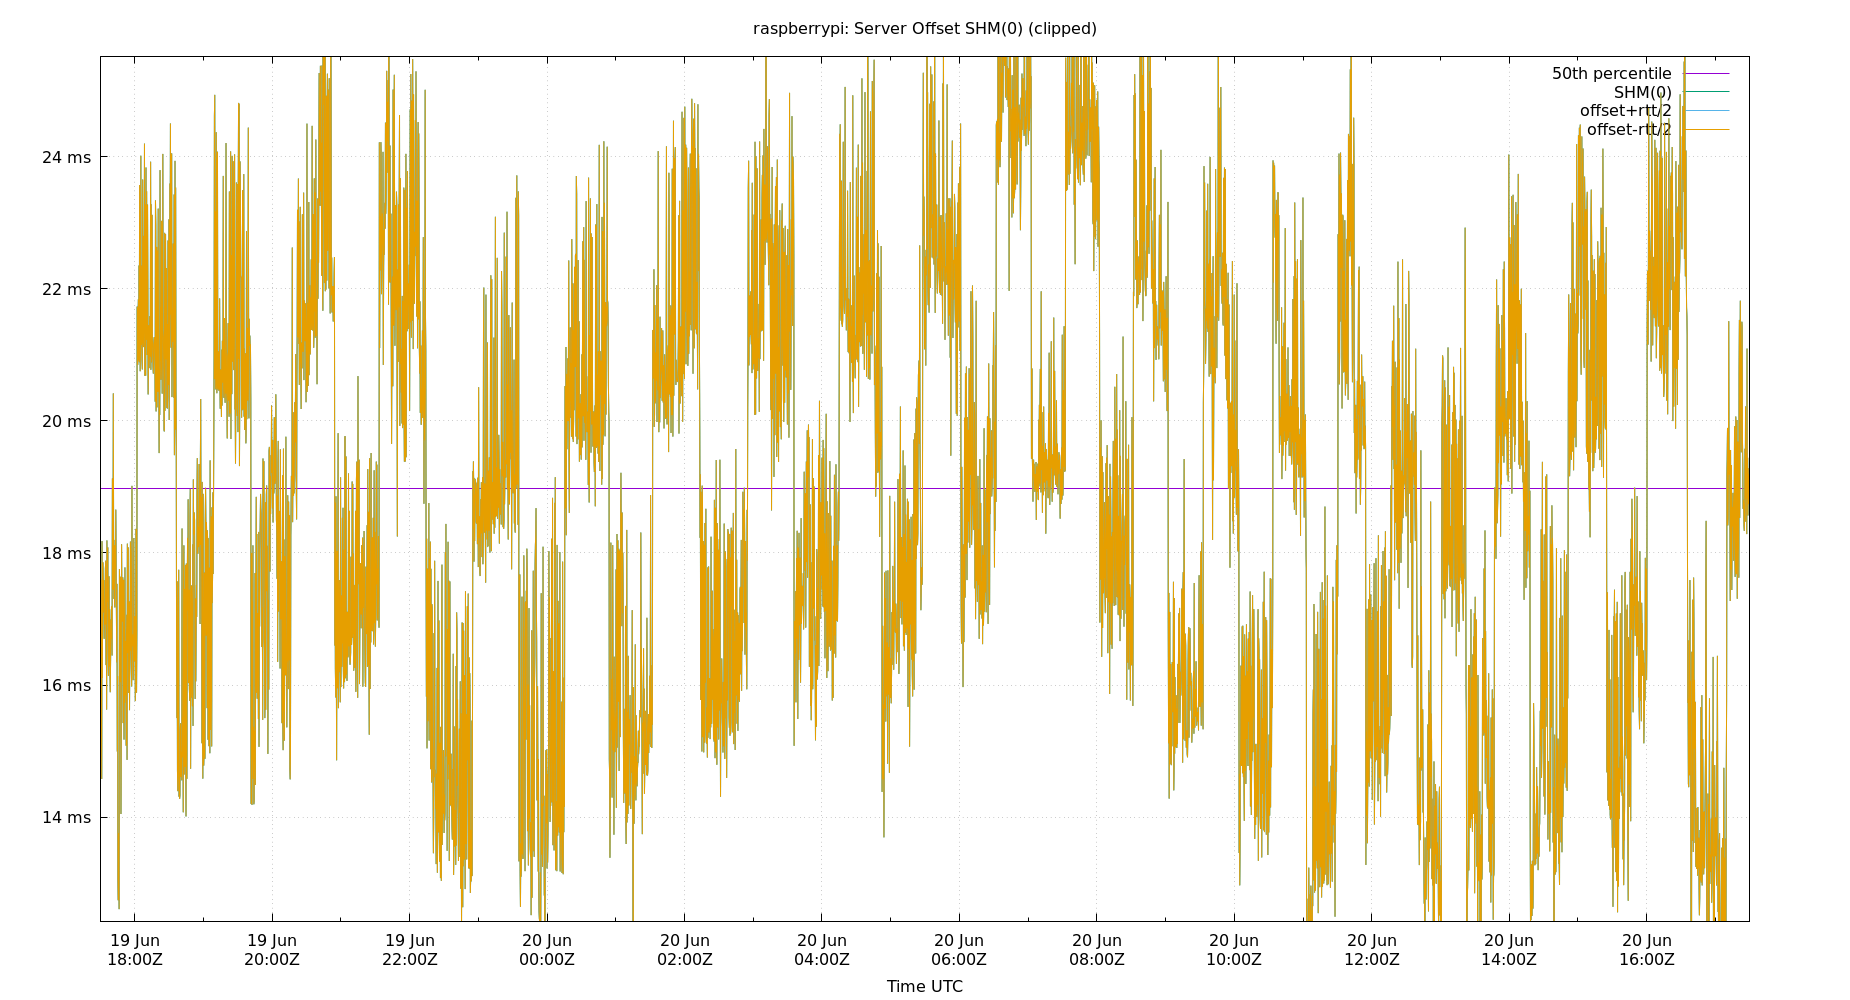 raspberrypi: Server Offset SHM(0) (clipped)
50th percentile
SHM(0)
offset+rtt/2
offset-rtt/2
24 ms
22 ms
20 ms
18 ms
16 ms
14 ms
19 Jun 19 Jun 19 Jun 20 Jun 20 Jun 20 Jun 20 Jun 20 Jun 20 Jun 20 Jun 20 Jun 20 Jun
18:00Z 20:00Z 22:00Z 00:00Z 02:00Z 04:00Z 06:00Z 08:00Z 10:00Z 12:00Z 14:00Z 16:00Z
Time UTC